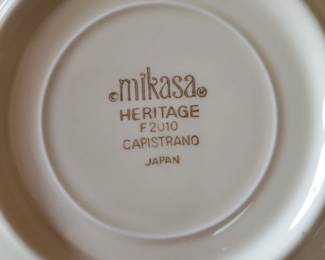 ©mikasa®
HERITAGE
F2010
CAPISTRANO
JAPAN